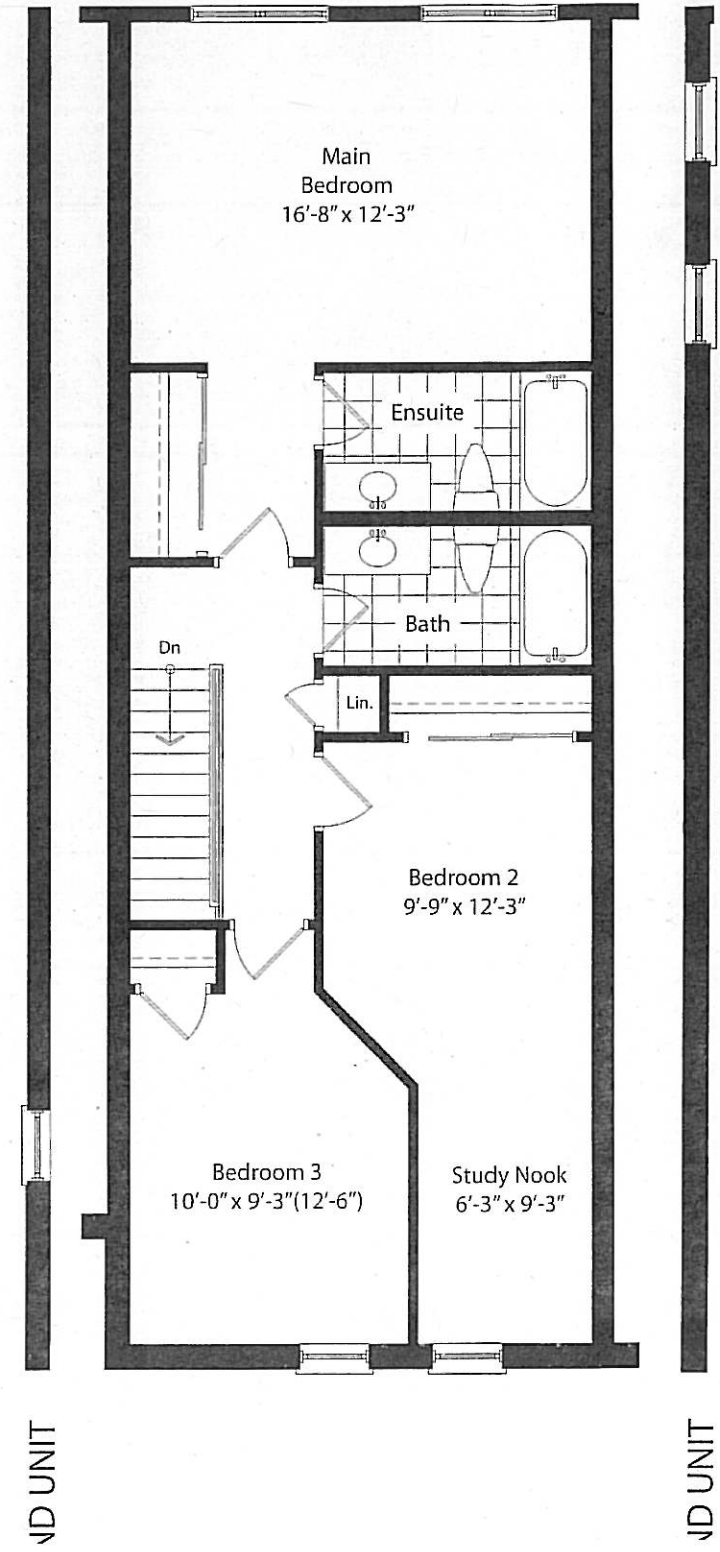 Main
Bedroom
16'-8" x 12'-3"
Ensuite
Bath
Dn
Lin.
Bedroom 2
9'-9" x 12'-3"
Bedroom 3
10'-0" x 9'-3"(12'-6")
Study Nook
6'-3" x 9'-3"
ND UNIT
ND UNIT